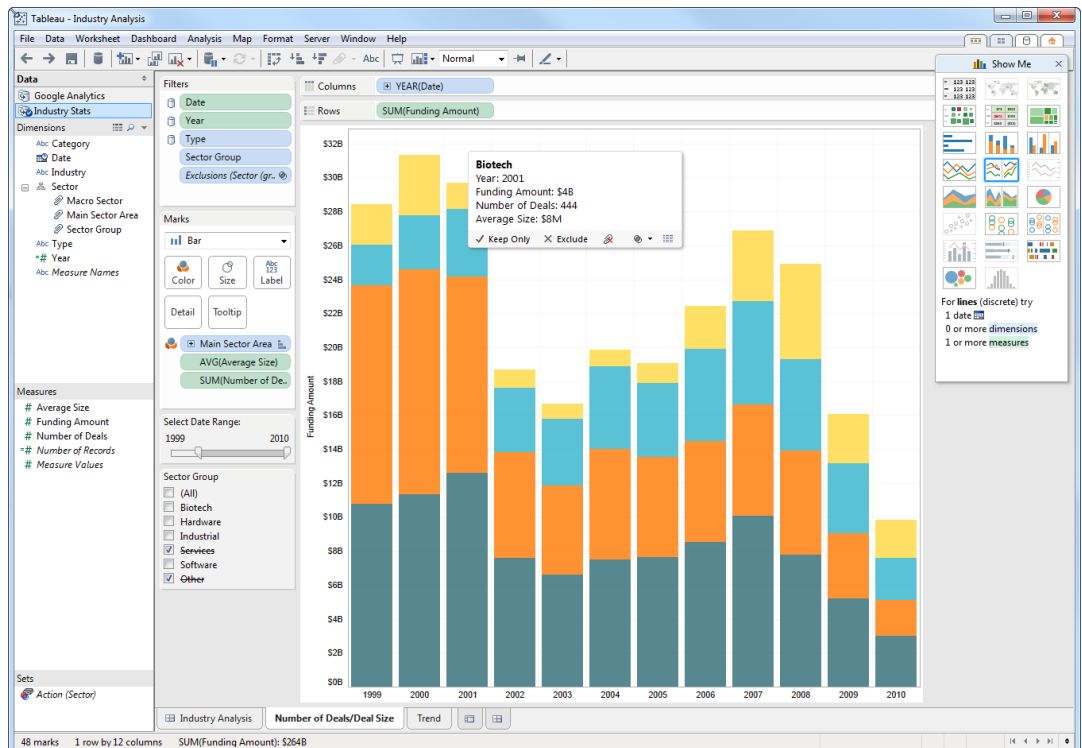 Tableau - Industry Analysis
File Data Worksheet Dashboard Analysis Map Format Server Window Help
Abc Normal
Data
Google Analytics
Industry Stats
Dimensions
Abc Category
Date
Abc Industry
Sector
Macro Sector
Main Sector Area
Sector Group
Abc Type
=# Year
Abc Measure Names
Measures
# Average Size
# Funding Amount
# Number of Deals
=# Number of Records
# Measure Values
Sets
Action (Sector)
Filters
Date
Year
Type
Sector Group
Exclusions (Sector (gr..
Marks
Bar
Color Size Abc 123 Label
Detail Tooltip
Main Sector Area
AVG(Average Size)
SUM(Number of De..
Select Date Range:
1999 2010
Sector Group
(All)
Biotech
Hardware
Industrial
Services
Software
Other
Columns YEAR(Date)
Rows SUM(Funding Amount)
$32B
$30B
$28B
$26B
$24B
$22B
$20B
$18B
$16B
$14B
$12B
$10B
$8B
$6B
$4B
$2B
$0B
Funding Amount
Biotech
Year: 2001
Funding Amount: $4B
Number of Deals: 444
Average Size: $8M
Keep Only Exclude
1999 2000 2001 2002 2003 2004 2005 2006 2007 2008 2009 2010
Show Me
For lines (discrete) try
1 date
0 or more dimensions
1 or more measures
Industry Analysis Number of Deals/Deal Size Trend
48 marks 1 row by 12 columns SUM(Funding Amount): $264B